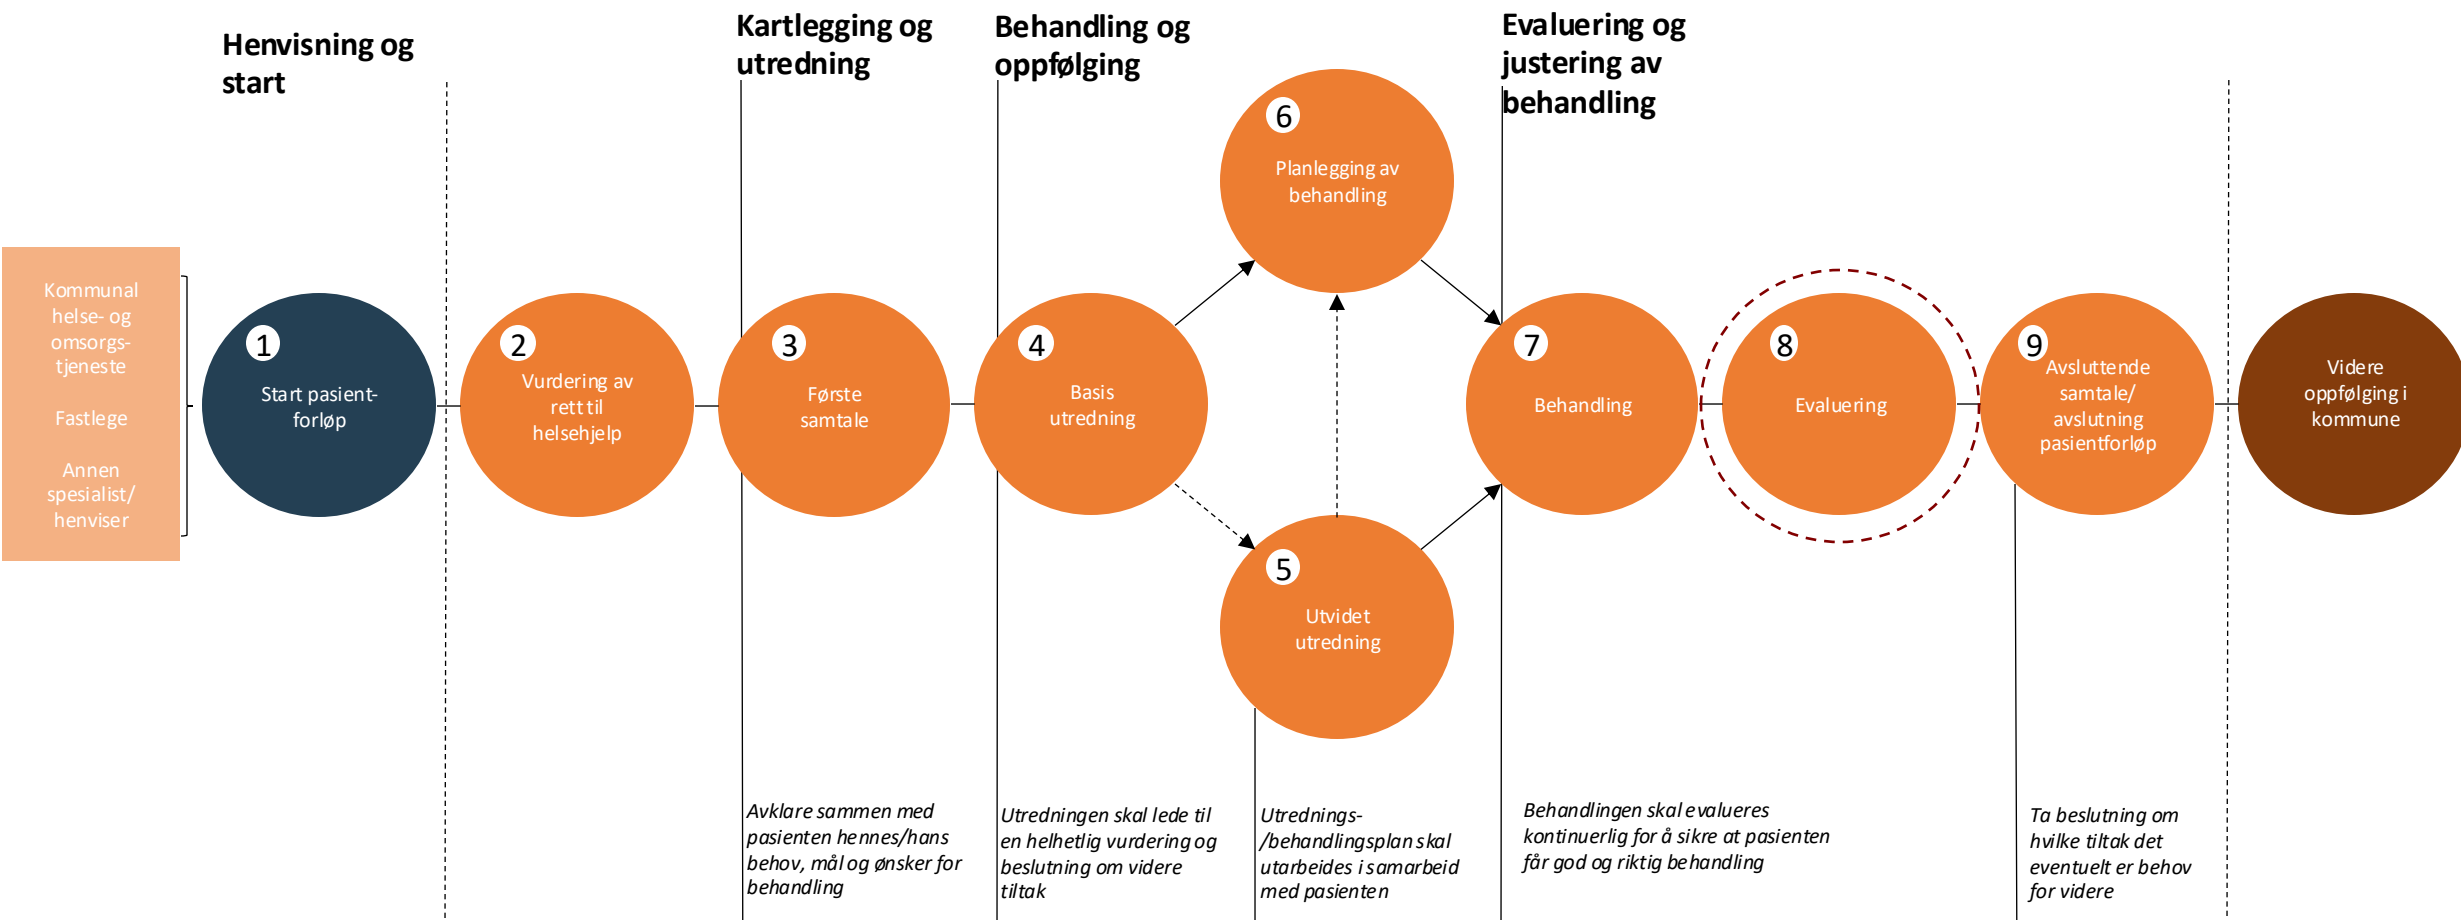 Henvisning og
start
Kartlegging og
utredning
Behandling og
oppfølging
Evaluering og
justering av
behandling
Kommunal
helse- og
omsorgs-
tjeneste
Fastlege
Annen
spesialist/
henviser
1
Start pasient-
forløp
2
Vurdering av
rett til
helsehjelp
3
Første
samtale
4
Basis
utredning
5
Utvidet
utredning
6
Planlegging av
behandling
7
Behandling
8
Evaluering
9
Avsluttende
samtale/
avslutning
pasientforløp
Videre
oppfølging i
kommune
Avklare sammen med
pasienten hennes/hans
behov, mål og ønsker for
behandling
Utredningen skal lede til
en helhetlig vurdering og
beslutning om videre
tiltak
Utrednings-
/behandlingsplan skal
utarbeides i samarbeid
med pasienten
Behandlingen skal evalueres
kontinuerlig for å sikre at pasienten
får god og riktig behandling
Ta beslutning om
hvilke tiltak det
eventuelt er behov
for videre